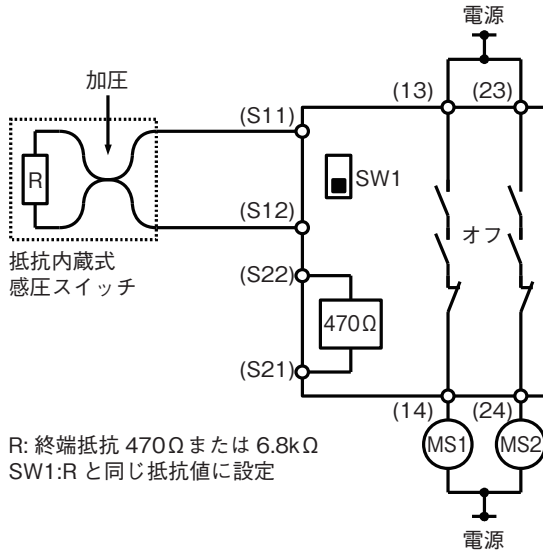 電源
加圧
(13)
(23)
(S11)
R
SW1
(S12)
オフ
抵抗内蔵式
感圧スイッチ
(S22)
470Ω
(S21)
(14)
(24)
R: 終端抵抗 470Ωまたは 6.8kΩ
MS1
MS2
SW1:R と同じ抵抗値に設定
電源